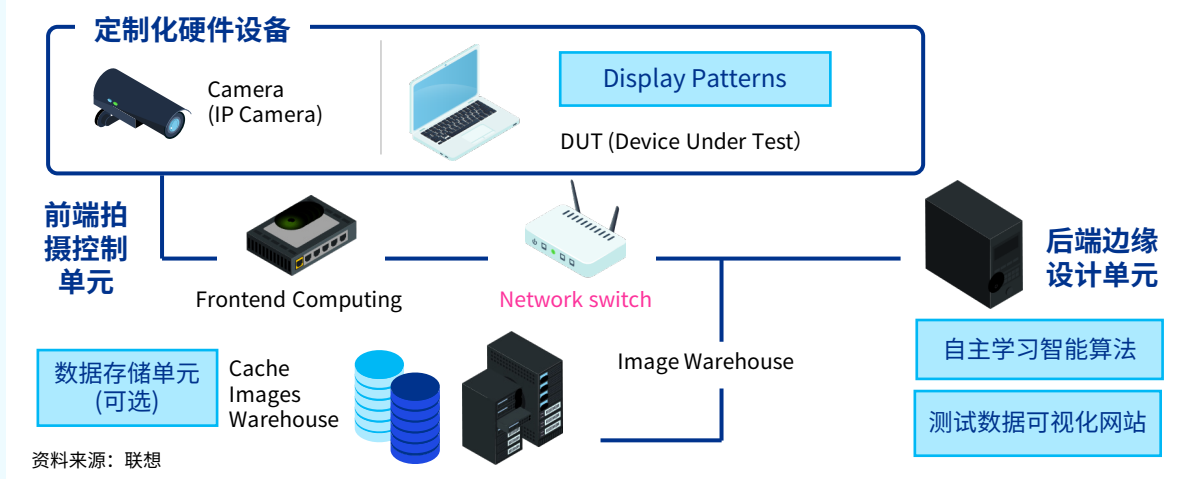 定制化硬件设备
Camera
(IP Camera)
Display Patterns
DUT (Device Under Test）
前端拍
摄控制
单元
Frontend Computing
Network switch
后端边缘
设计单元
数据存储单元
(可选)
Cache
Images
Warehouse
Image Warehouse
自主学习智能算法
测试数据可视化网站
资料来源：联想